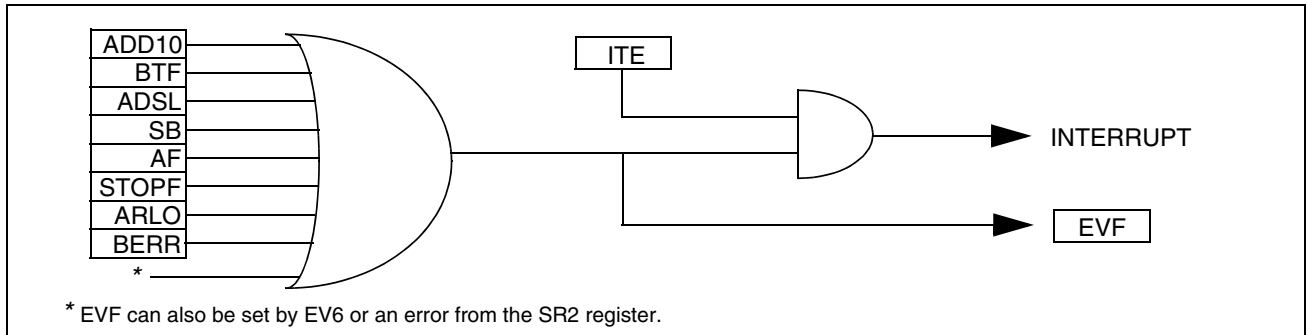 ADD10
BTF
ADSL
SB
AF
STOPF
ARLO
BERR
*
ITE
INTERRUPT
EVF
* EVF can also be set by EV6 or an error from the SR2 register.